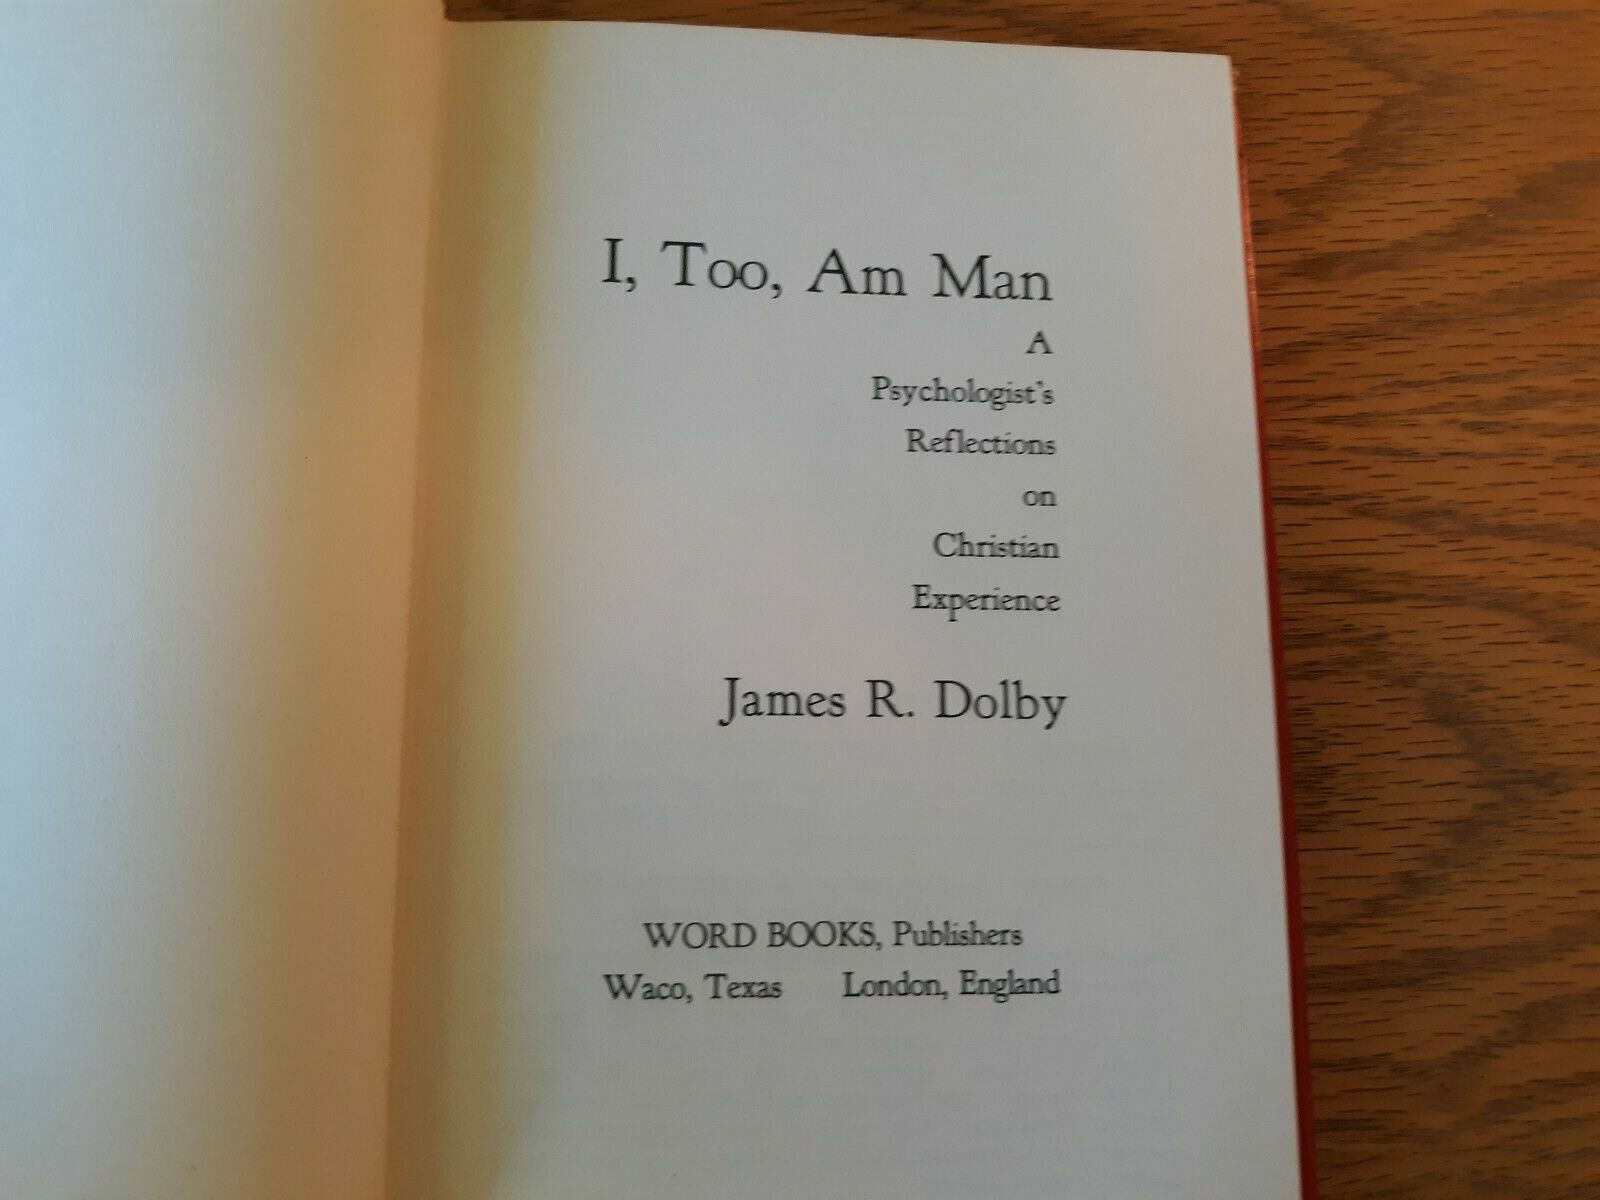 I, Too, Am Man
A
Psychologist's
Reflections
on
Christian
Experience
James R. Dolby
WORD BOOKS, Publishers
Waco, Texas London, England